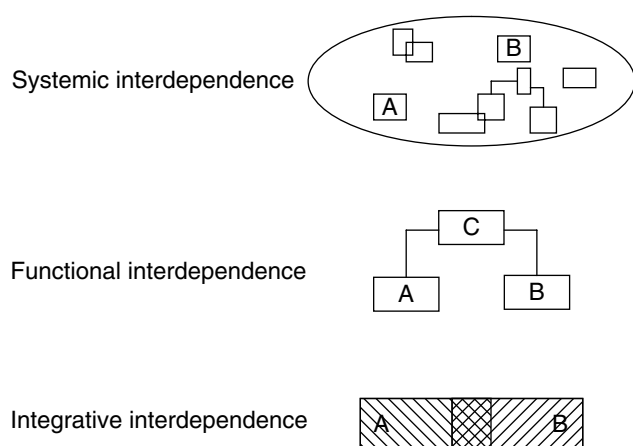 B
Systemic interdependence
A
C
Functional interdependence
A B
Integrative interdependence A B